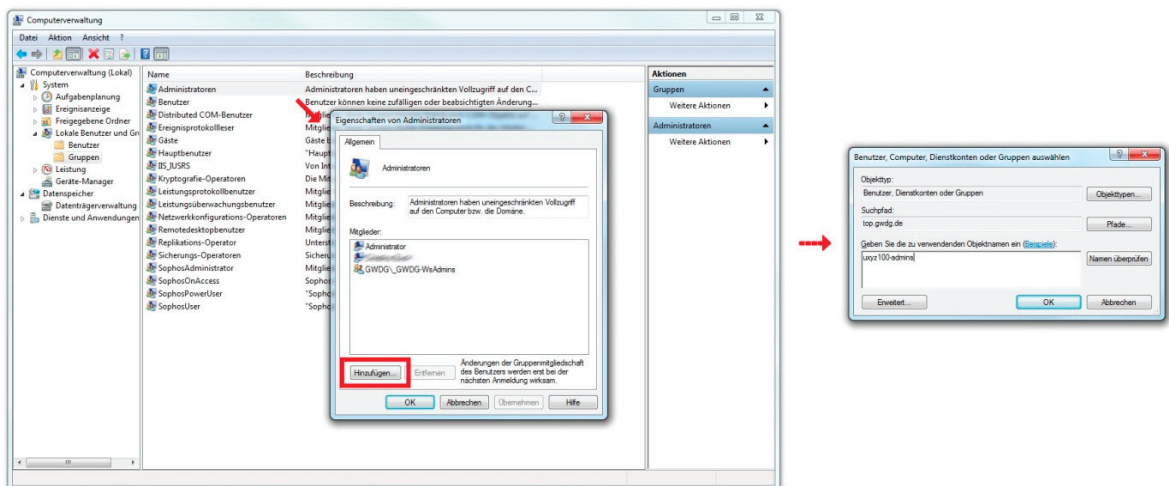 Computerverwaltung
Datei Aktion Ansicht ?
Computerverwaltung (Lokal)
System
Aufgabenplanung
Ereignisanzeige
Freigegebene Ordner
Lokale Benutzer und Gr
Benutzer
Gruppen
Leistung
Geräte-Manager
Datenspeicher
Datenträgerverwaltung
Dienste und Anwendungen
Name Beschreibung
Administratoren Administratoren haben uneingeschränkten Vollzugriff auf den C...
Benutzer Benutzer können keine zufälligen oder beabsichtigten Änderung...
Distributed COM-Benutzer
Ereignisprotokollleser Mitglie
Gäste Gäste b
Hauptbenutzer "Haupt
IIS_IUSRS Von Int
Kryptografie-Operatoren Die Mit
Leistungsprotokollbenutzer Mitglie
Leistungsüberwachungsbenutzer Mitglie
Netzwerkkonfigurations-Operatoren Mitglie
Remotedesktopbenutzer Mitglie
Replikations-Operator Unterst
Sicherungs-Operatoren Sicheru
SophosAdministrator Mitglie
SophosOnAccess Sophos
SophosPowerUser "Sopho
SophosUser "Sopho
Eigenschaften von Administratoren
Allgemein
Administratoren
Beschreibung: Administratoren haben uneingeschränkten Vollzugriff
auf den Computer bzw. die Domäne.
Mitglieder:
Administrator
GWDG\_GWDG-WsAdmins
Hinzufügen... Entfernen
Änderungen der Gruppenmitgliedschaft
des Benutzers werden erst bei der
nächsten Anmeldung wirksam.
OK Abbrechen Übernehmen Hilfe
Aktionen
Gruppen
Weitere Aktionen
Administratoren
Weitere Aktionen
Benutzer, Computer, Dienstkonten oder Gruppen auswählen
Objekttyp:
Benutzer, Dienstkonten oder Gruppen Objekttypen...
Suchpfad:
top.gwdg.de Pfade...
Geben Sie die zu verwendenden Objektnamen ein (Beispiele):
uxyz100-admins Namen überprüfen
Erweitert... OK Abbrechen